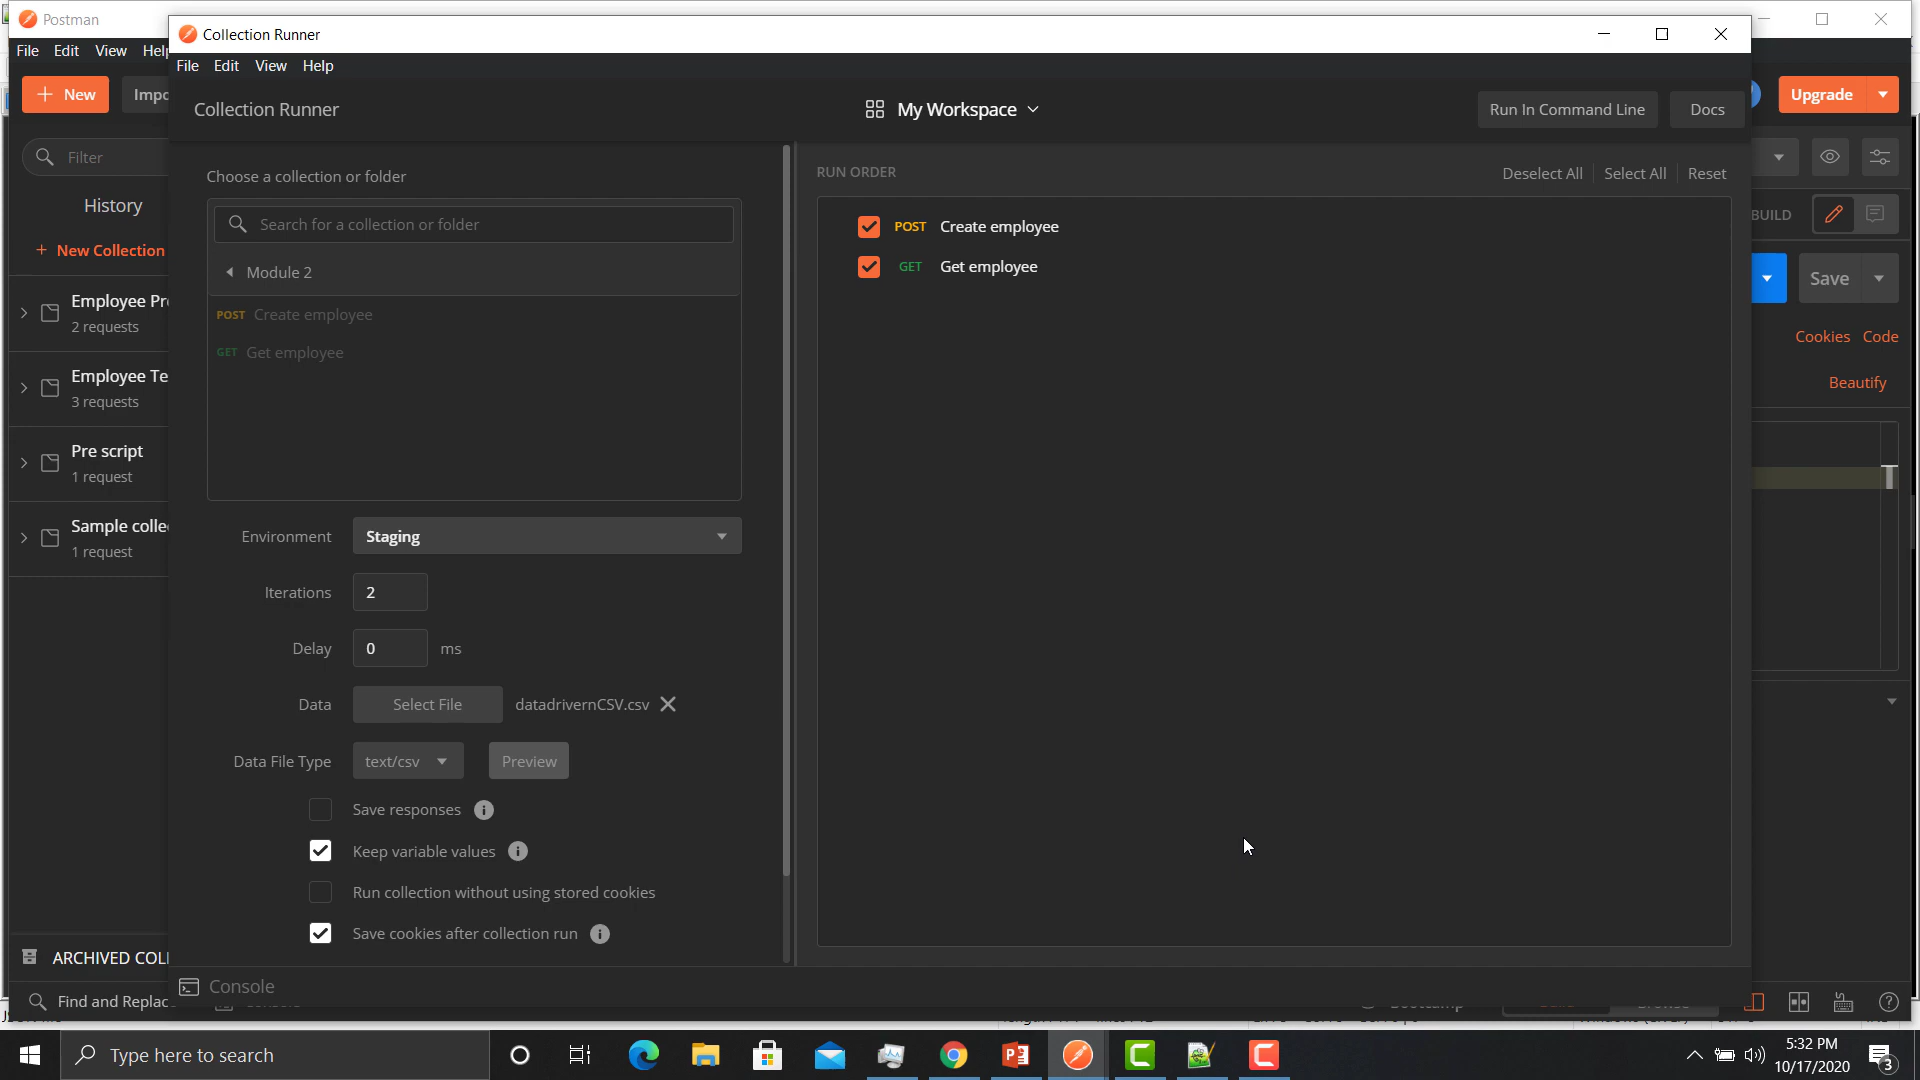 Postman
Collection Runner
File Edit View Help
File Edit View Help
New
Impo
Collection Runner
My Workspace
Run In Command Line
Docs
Upgrade
Filter
History
New Collection
Employee Pr
2 requests
Employee Te
3 requests
Pre script
1 request
Sample colle
1 request
ARCHIVED COLL
Find and Replac
Choose a collection or folder
Search for a collection or folder
Module 2
POST Create employee
GET Get employee
Environment Staging
Iterations 2
Delay 0 ms
Data Select File datadrivernCSV.csv
Data File Type text/csv Preview
Save responses
Keep variable values
Run collection without using stored cookies
Save cookies after collection run
RUN ORDER
Deselect All Select All Reset
POST Create employee
GET Get employee
BUILD
Save
Cookies Code
Beautify
Console
Type here to search
5:32 PM
10/17/2020
3